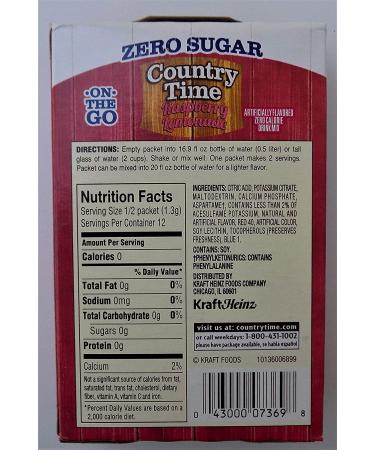 ZERO SUGAR
·ON·
THE
GO
Country
Time
Raspberry
Lemonade
ARTIFICIALLY FLAVORED
ZERO CALORIE
DRINK MIX
DIRECTIONS: Empty packet into 16.9 fl oz bottle of water (0.5 liter) or tall
glass of water (2 cups). Shake or mix well. One packet makes 2 servings.
Packet can be mixed into 20 fl oz bottle of water for a lighter flavor.
Nutrition Facts
Serving Size 1/2 packet (1.3g)
Servings Per Container 12
Amount Per Serving
Calories 0
% Daily Value*
Total Fat 0g 0%
Sodium 0mg 0%
Total Carbohydrate 0g 0%
Sugars 0g
Protein 0g
Calcium 2%
Not a significant source of calories from fat,
saturated fat, trans fat, cholesterol, dietary
fiber, vitamin A, vitamin C and iron.
*Percent Daily Values are based on a
2,000 calorie diet.
INGREDIENTS: CITRIC ACID, POTASSIUM CITRATE,
MALTODEXTRIN, CALCIUM PHOSPHATE,
ASPARTAME†, CONTAINS LESS THAN 2% OF
ACESULFAME POTASSIUM, NATURAL AND
ARTIFICIAL FLAVOR, RED 40, ARTIFICIAL COLOR,
SOY LECITHIN, TOCOPHEROLS (PRESERVES
FRESHNESS), BLUE 1.
CONTAINS: SOY.
†PHENYLKETONURICS: CONTAINS
PHENYLALANINE
DISTRIBUTED BY
KRAFT HEINZ FOODS COMPANY
CHICAGO, IL 60601
KraftHeinz
visit us at: countrytime.com
or call weekdays: 1-800-431-1002
please have package available, se habla español
© KRAFT FOODS 10136006899
0 43000 07369 8